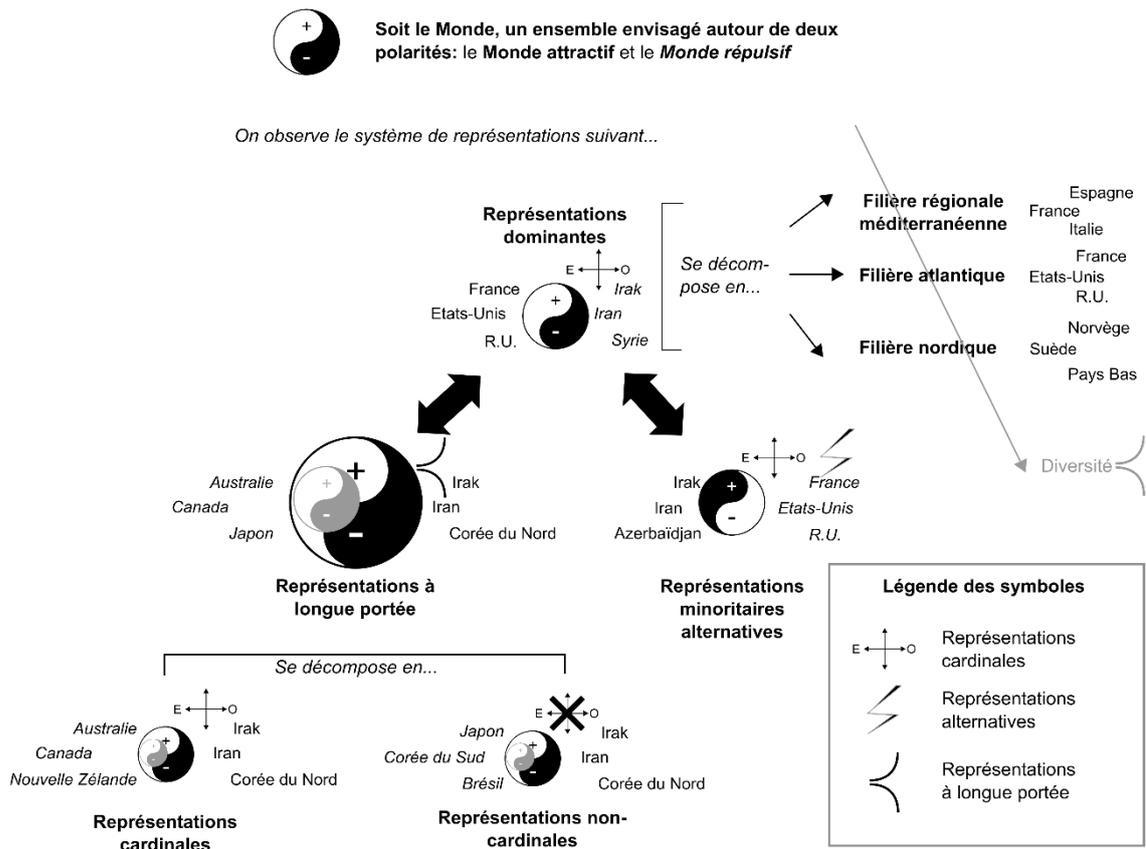 Soit le Monde, un ensemble envisagé autour de deux
polarités: le Monde attractif et le Monde répulsif
On observe le système de représentations suivant...
Représentations
dominantes
E O
France
Etats-Unis
R.U.
+
-
Irak
Iran
Syrie
Se décom-
pose en...
Filière régionale
méditerranéenne
Espagne
France
Italie
Filière atlantique
France
Etats-Unis
R.U.
Filière nordique
Norvège
Suède
Pays Bas
Diversité
Australie
Canada
Japon
+
-
+
-
Irak
Iran
Corée du Nord
Représentations à
longue portée
E O
Irak
Iran
Azerbaïdjan
+
-
France
Etats-Unis
R.U.
Représentations
minoritaires
alternatives
Se décompose en...
E O
Australie
Canada
Nouvelle Zélande
+
-
+
-
Irak
Iran
Corée du Nord
Représentations
cardinales
E O
Japon
Corée du Sud
Brésil
+
-
+
-
Irak
Iran
Corée du Nord
Représentations non-
cardinales
Légende des symboles
E O
Représentations
cardinales
Représentations
alternatives
Représentations
à longue portée
+
-